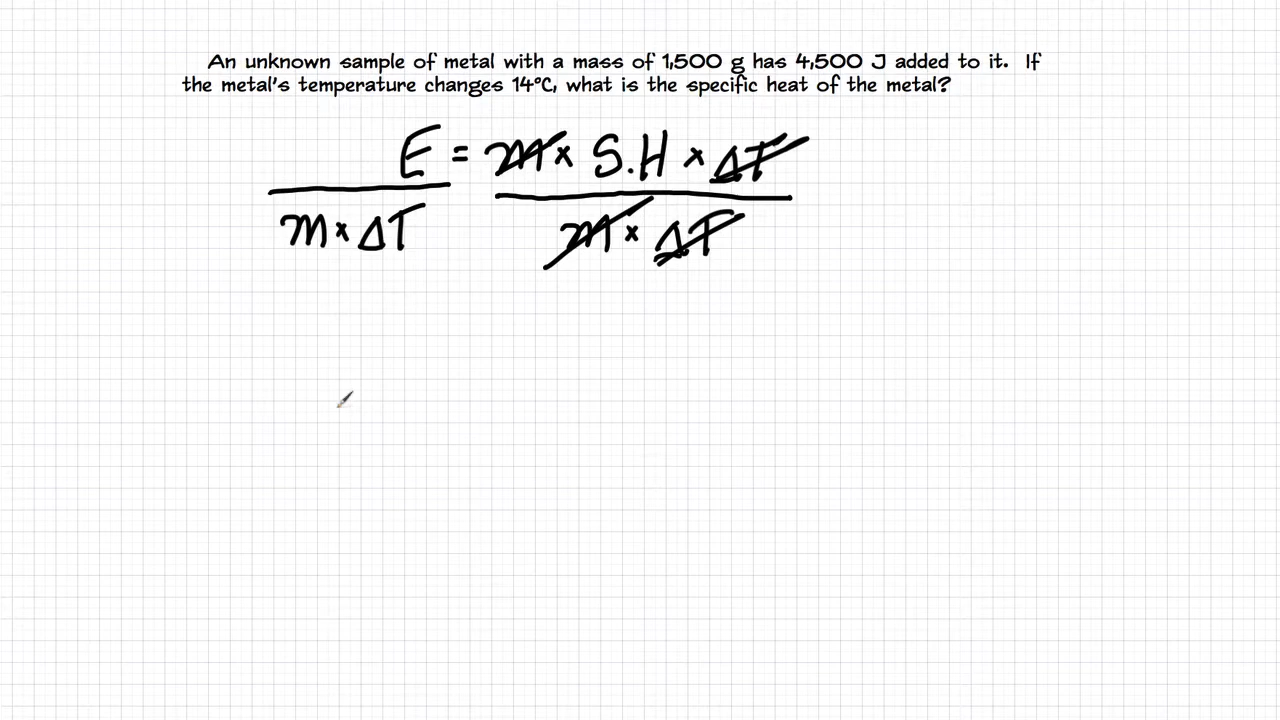 An unknown sample of metal with a mass of 1,500 g has 4,500 J added to it. If
the metal's temperature changes 14°C, what is the specific heat of the metal?
E = m × S.H × ΔT
m × ΔT m × ΔT